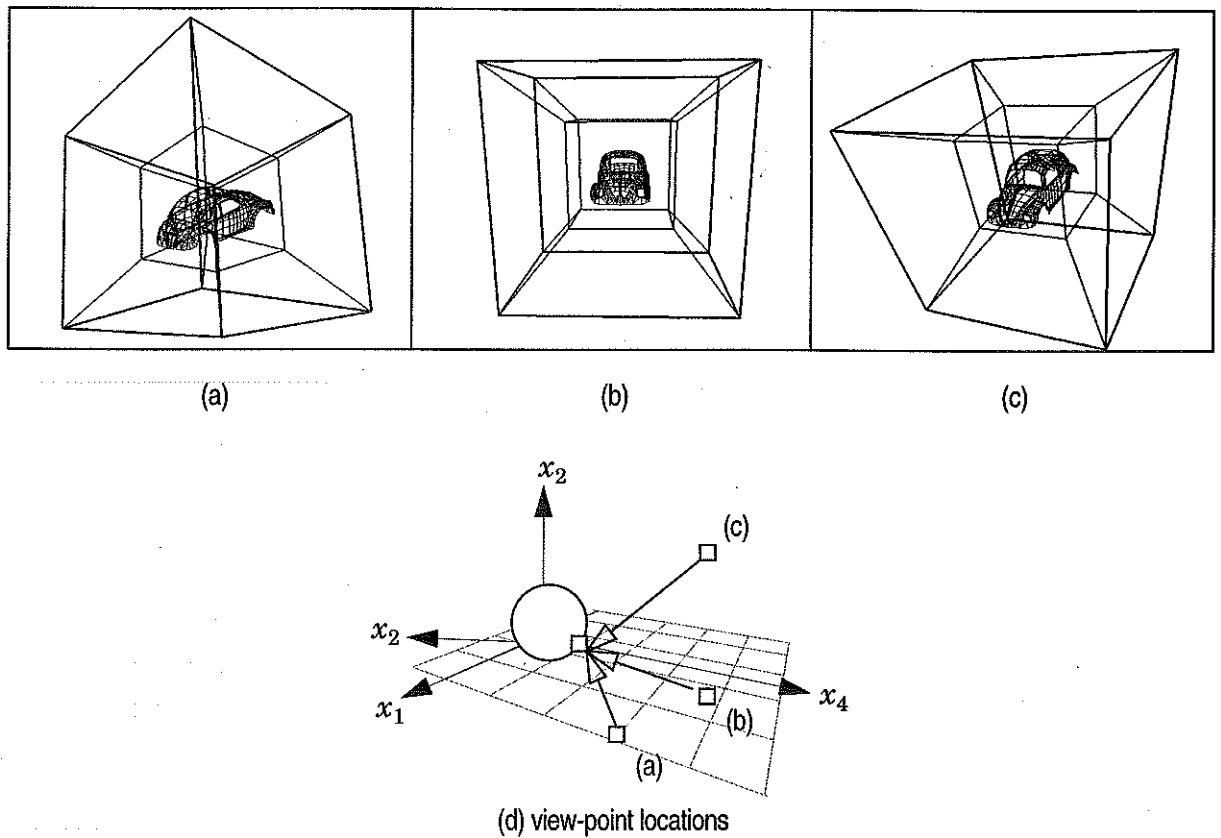 (a)
(b)
(c)
x₂
(c)
x₂
x₁
x₄
(b)
(a)
(d) view-point locations